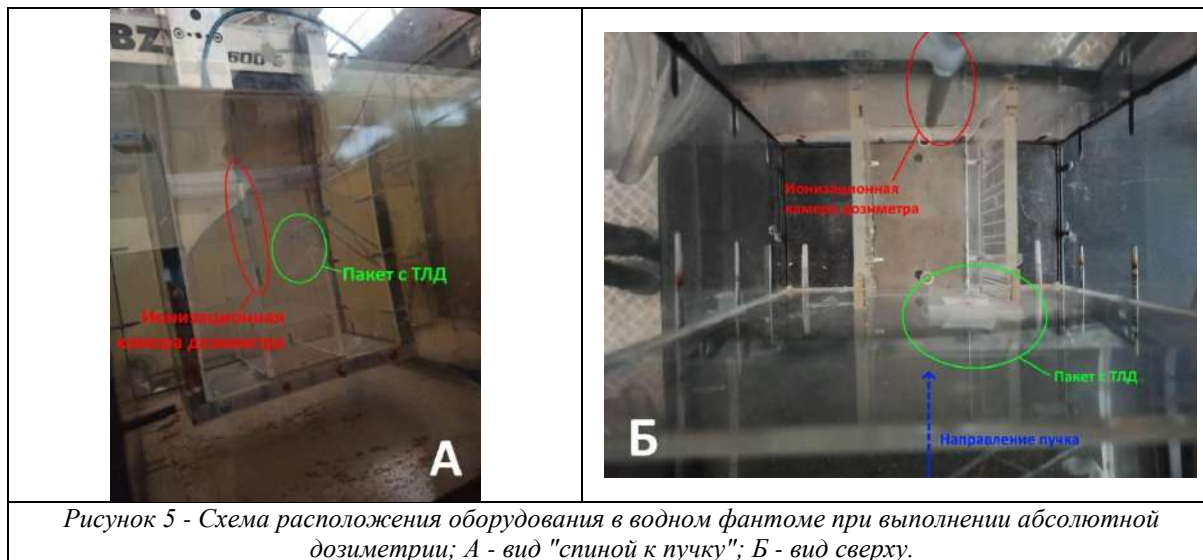 BZ
600
Пакет с ТЛД
Ионизационная
камера дозиметра
А
Ионизационная
камера дозиметра
Пакет с ТЛД
Направление пучка
Б
Рисунок 5 - Схема расположения оборудования в водном фантоме при выполнении абсолютной
дозиметрии; А - вид "спиной к пучку"; Б - вид сверху.